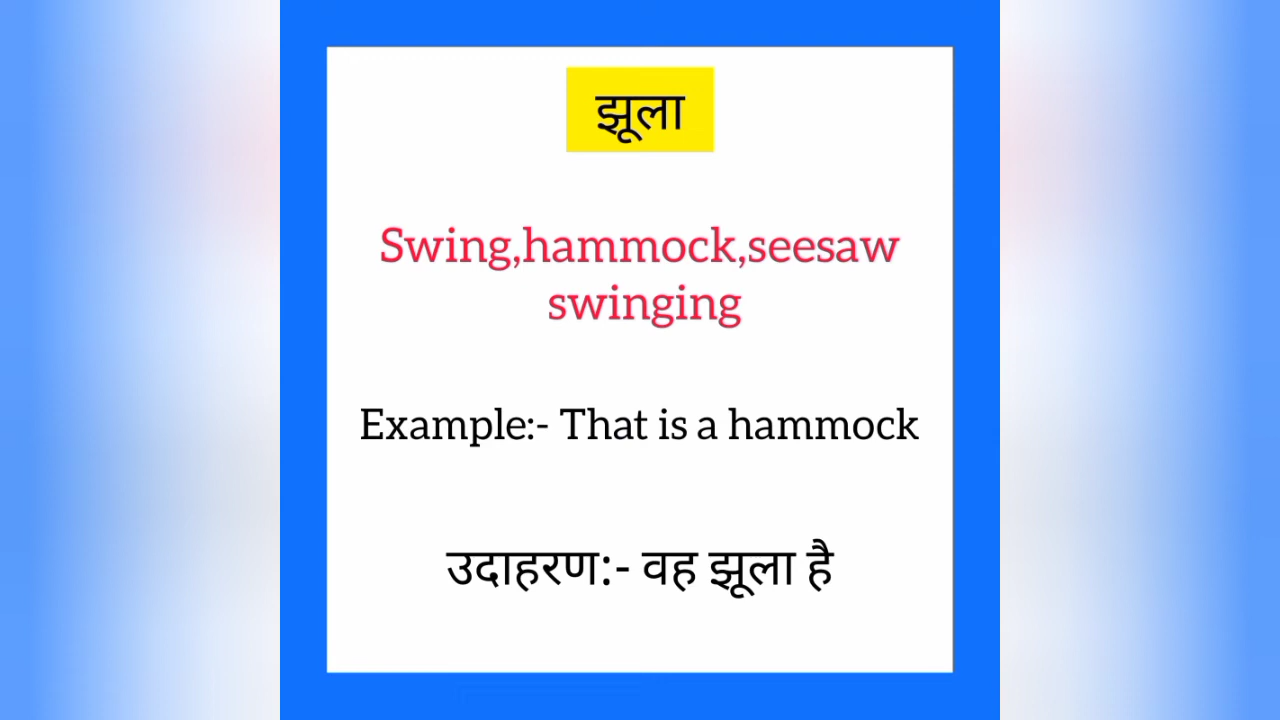 झूला
Swing,hammock,seesaw
swinging
Example:- That is a hammock
उदाहरण:- वह झूला है